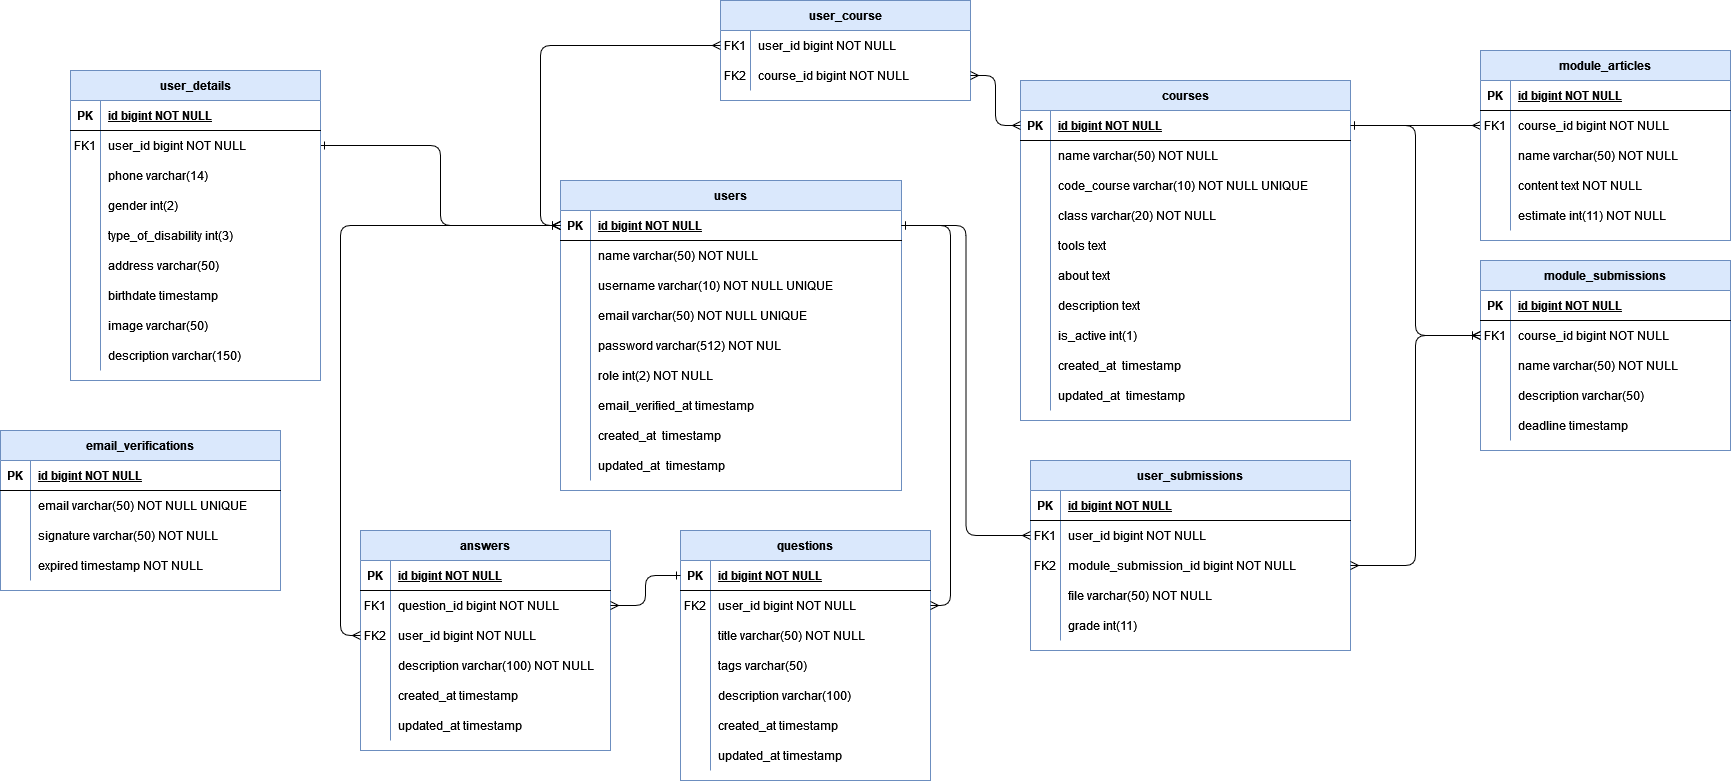 user_course
FK1 user_id bigint NOT NULL
FK2 course_id bigint NOT NULL
user_details
PK id bigint NOT NULL
FK1 user_id bigint NOT NULL
phone varchar(14)
gender int(2)
type_of_disability int(3)
address varchar(50)
birthdate timestamp
image varchar(50)
description varchar(150)
users
PK id bigint NOT NULL
name varchar(50) NOT NULL
username varchar(10) NOT NULL UNIQUE
email varchar(50) NOT NULL UNIQUE
password varchar(512) NOT NUL
role int(2) NOT NULL
email_verified_at timestamp
created_at timestamp
updated_at timestamp
courses
PK id bigint NOT NULL
name varchar(50) NOT NULL
code_course varchar(10) NOT NULL UNIQUE
class varchar(20) NOT NULL
tools text
about text
description text
is_active int(1)
created_at timestamp
updated_at timestamp
module_articles
PK id bigint NOT NULL
FK1 course_id bigint NOT NULL
name varchar(50) NOT NULL
content text NOT NULL
estimate int(11) NOT NULL
module_submissions
PK id bigint NOT NULL
FK1 course_id bigint NOT NULL
name varchar(50) NOT NULL
description varchar(50)
deadline timestamp
email_verifications
PK id bigint NOT NULL
email varchar(50) NOT NULL UNIQUE
signature varchar(50) NOT NULL
expired timestamp NOT NULL
answers
PK id bigint NOT NULL
FK1 question_id bigint NOT NULL
FK2 user_id bigint NOT NULL
description varchar(100) NOT NULL
created_at timestamp
updated_at timestamp
questions
PK id bigint NOT NULL
FK2 user_id bigint NOT NULL
title varchar(50) NOT NULL
tags varchar(50)
description varchar(100)
created_at timestamp
updated_at timestamp
user_submissions
PK id bigint NOT NULL
FK1 user_id bigint NOT NULL
FK2 module_submission_id bigint NOT NULL
file varchar(50) NOT NULL
grade int(11)